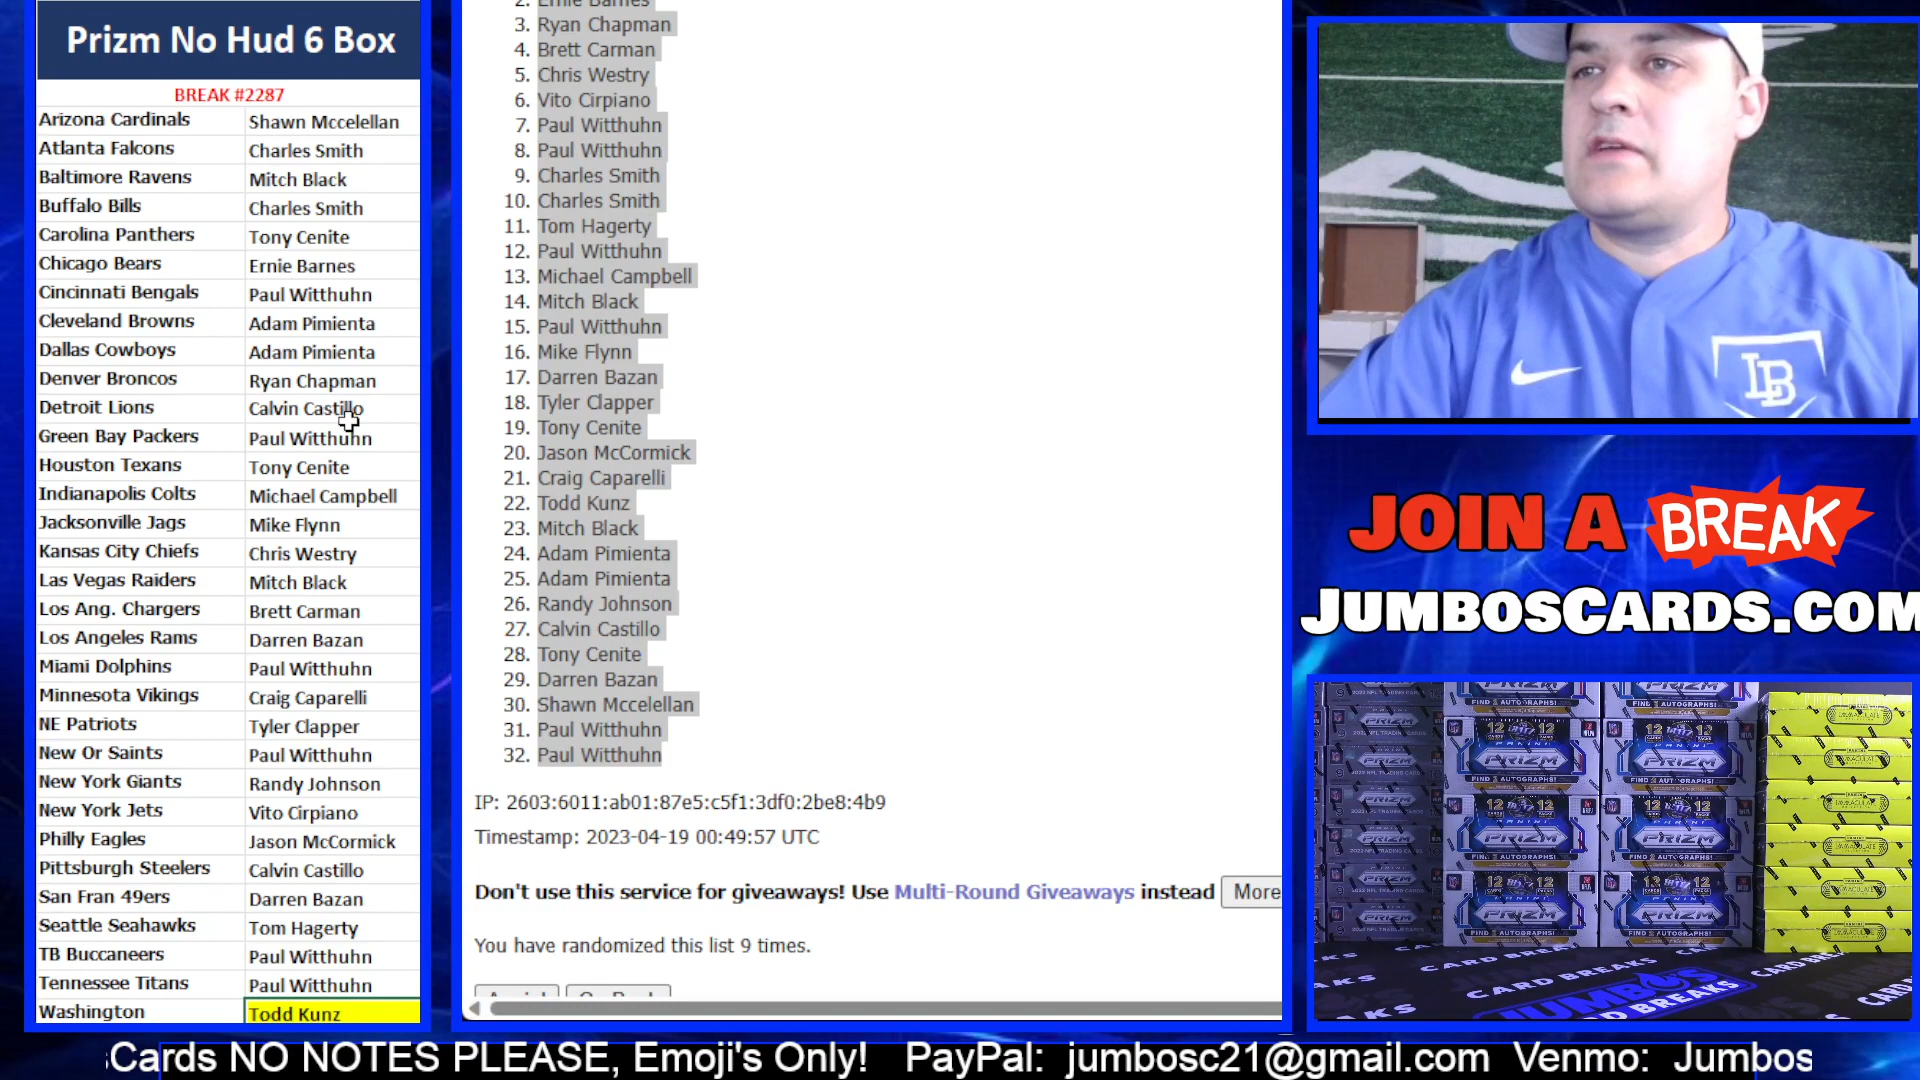 Prizm No Hud 6 Box
BREAK #2287
Arizona Cardinals Shawn Mccelellan
Atlanta Falcons Charles Smith
Baltimore Ravens Mitch Black
Buffalo Bills Charles Smith
Carolina Panthers Tony Cenite
Chicago Bears Ernie Barnes
Cincinnati Bengals Paul Witthuhn
Cleveland Browns Adam Pimienta
Dallas Cowboys Adam Pimienta
Denver Broncos Ryan Chapman
Detroit Lions Calvin Castillo
Green Bay Packers Paul Witthuhn
Houston Texans Tony Cenite
Indianapolis Colts Michael Campbell
Jacksonville Jags Mike Flynn
Kansas City Chiefs Chris Westry
Las Vegas Raiders Mitch Black
Los Ang. Chargers Brett Carman
Los Angeles Rams Darren Bazan
Miami Dolphins Paul Witthuhn
Minnesota Vikings Craig Caparelli
NE Patriots Tyler Clapper
New Or Saints Paul Witthuhn
New York Giants Randy Johnson
New York Jets Vito Cirpiano
Philly Eagles Jason McCormick
Pittsburgh Steelers Calvin Castillo
San Fran 49ers Darren Bazan
Seattle Seahawks Tom Hagerty
TB Buccaneers Paul Witthuhn
Tennessee Titans Paul Witthuhn
Washington Todd Kunz
2. Ernie Barnes
3. Ryan Chapman
4. Brett Carman
5. Chris Westry
6. Vito Cirpiano
7. Paul Witthuhn
8. Paul Witthuhn
9. Charles Smith
10. Charles Smith
11. Tom Hagerty
12. Paul Witthuhn
13. Michael Campbell
14. Mitch Black
15. Paul Witthuhn
16. Mike Flynn
17. Darren Bazan
18. Tyler Clapper
19. Tony Cenite
20. Jason McCormick
21. Craig Caparelli
22. Todd Kunz
23. Mitch Black
24. Adam Pimienta
25. Adam Pimienta
26. Randy Johnson
27. Calvin Castillo
28. Tony Cenite
29. Darren Bazan
30. Shawn Mccelellan
31. Paul Witthuhn
32. Paul Witthuhn
IP: 2603:6011:ab01:87e5:c5f1:3df0:2be8:4b9
Timestamp: 2023-04-19 00:49:57 UTC
Don't use this service for giveaways! Use Multi-Round Giveaways instead More
You have randomized this list 9 times.
LB
JOIN A BREAK
JUMBOSCARDS.COM
PRIZM
FIND 2 AUTOGRAPHS!
CARD BREAKS
JUMBO'S
CARD BREAKS
Cards NO NOTES PLEASE, Emoji's Only! PayPal: jumbosc21@gmail.com Venmo: Jumbos